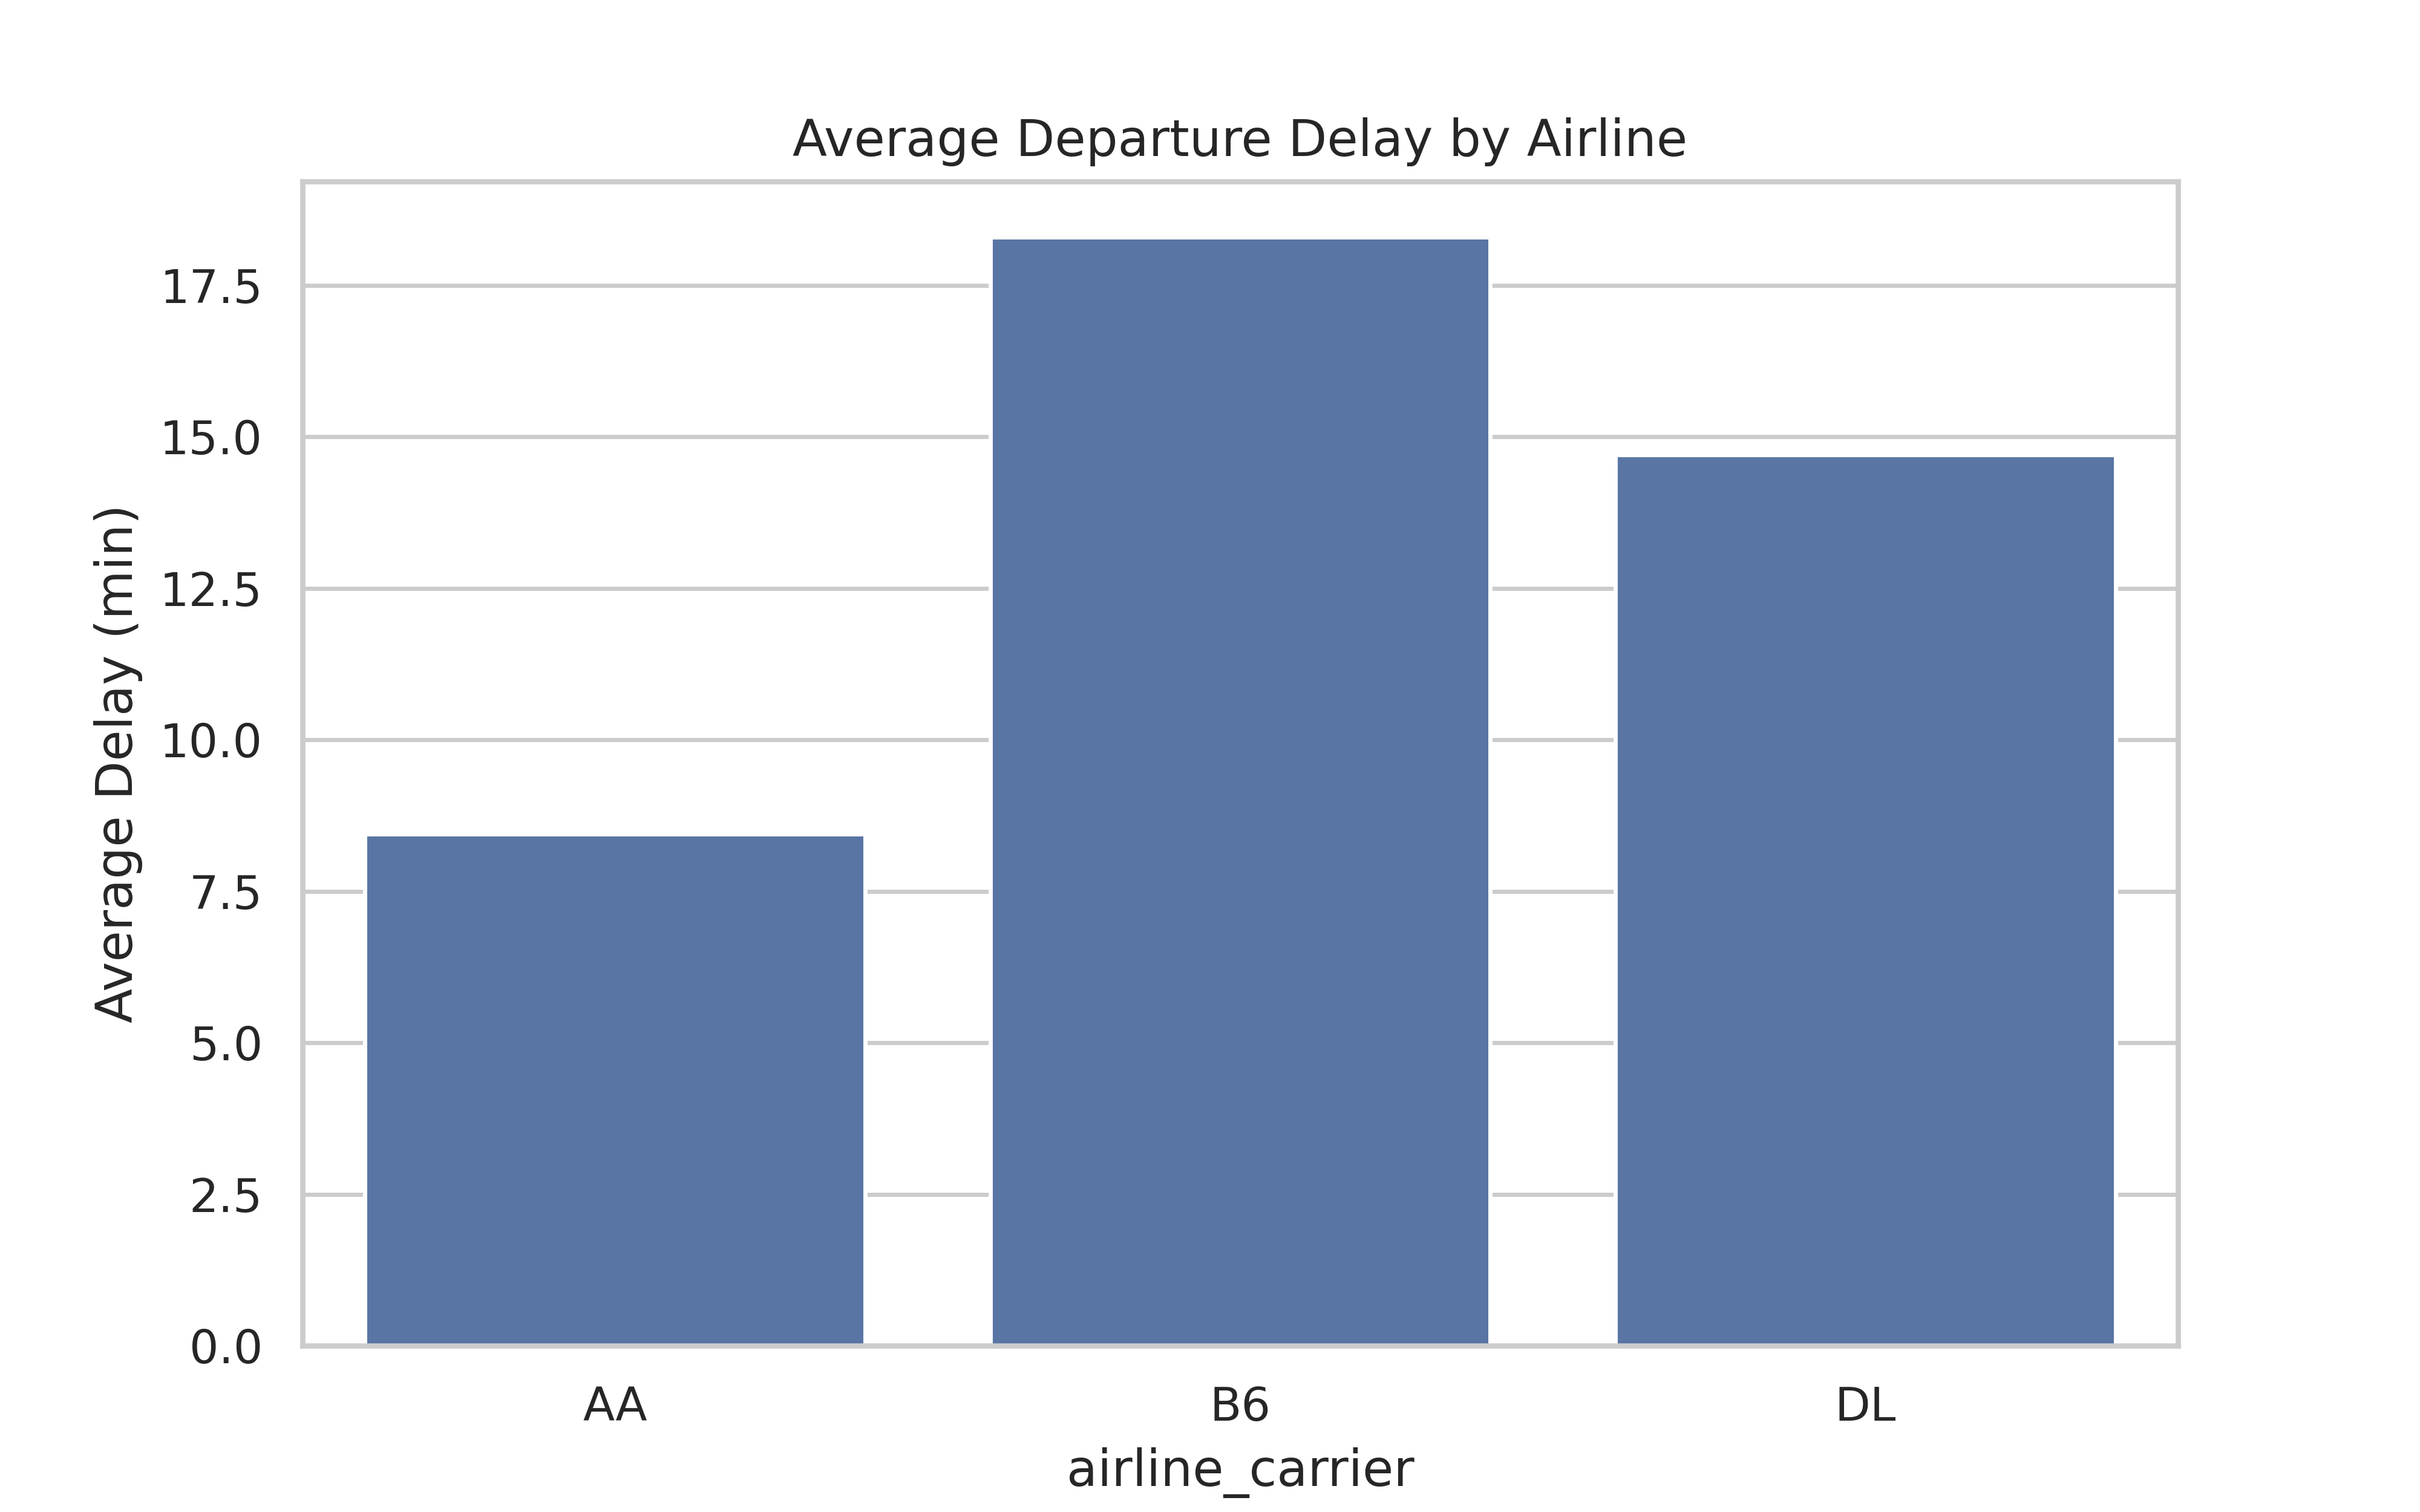 Average Departure Delay by Airline
Average Delay (min)
17.5
15.0
12.5
10.0
7.5
5.0
2.5
0.0
AA B6 DL
airline_carrier